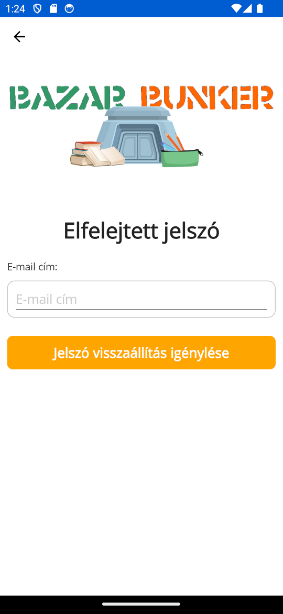 1:24
BAZAR BUNKER
Elfelejtett jelszó
E-mail cím:
E-mail cím
Jelszó visszaállítás igénylése